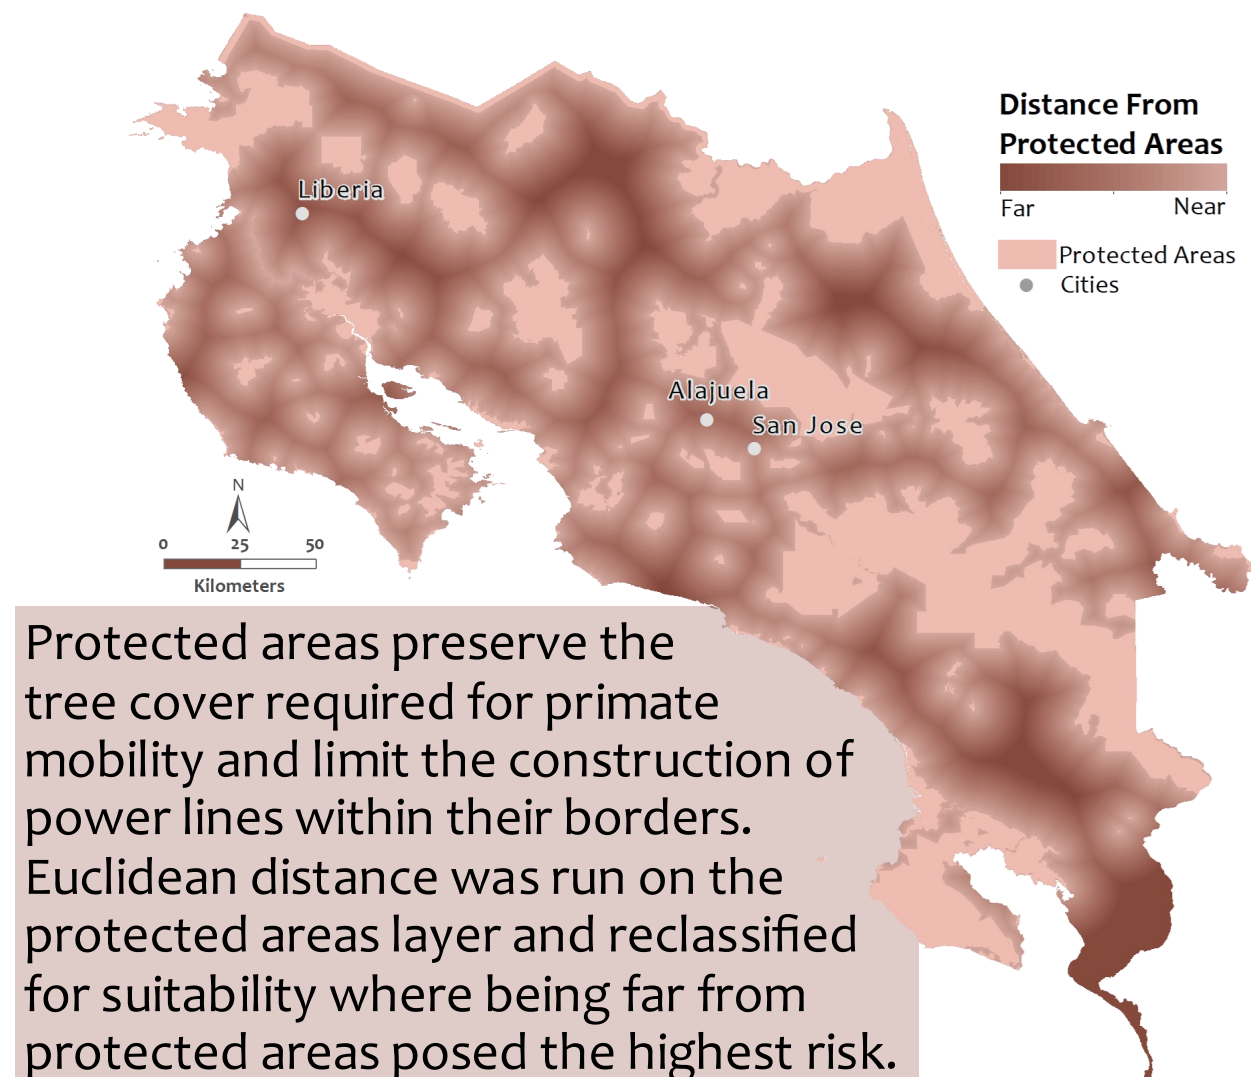 Distance From
Protected Areas
Far Near
Protected Areas
Cities
Liberia
Alajuela
San Jose
N
0 25 50
Kilometers
Protected areas preserve the
tree cover required for primate
mobility and limit the construction of
power lines within their borders.
Euclidean distance was run on the
protected areas layer and reclassified
for suitability where being far from
protected areas posed the highest risk.